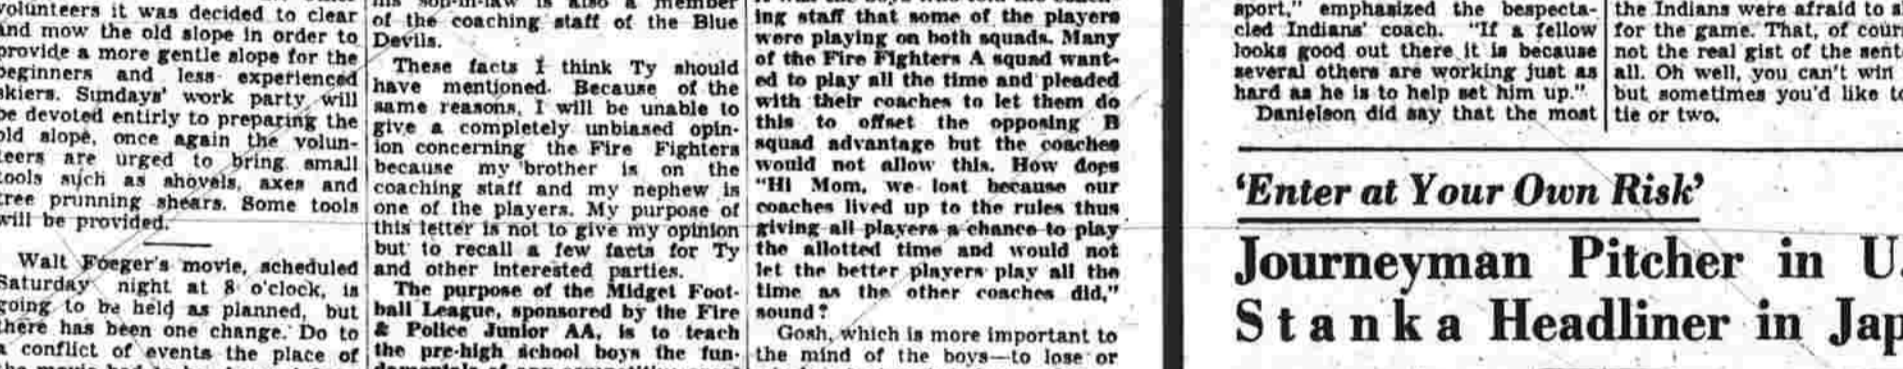 volunteers it was decided to clear
and mow the old slope in order to
provide a more gentle slope for the
beginners and less experienced
skiers. Sundays' work party will
be devoted entirly to preparing the
old slope, once again the volun-
teers are urged to bring small
tools such as shovels, axes and
tree prunning shears. Some tools
will be provided.
Walt Foeger's movie, scheduled
Saturday night at 8 o'clock, is
going to be held as planned, but
there has been one change. Do to
a conflict of events the place of
his son-in-law is also a member
of the coaching staff of the Blue
Devils.
These facts I think Ty should
have mentioned. Because of the
same reasons, I will be unable to
give a completely unbiased opin-
ion concerning the Fire Fighters
because my brother is on the
coaching staff and my nephew is
one of the players. My purpose of
this letter is not to give my opinion
but to recall a few facts for Ty
and other interested parties.
The purpose of the Midget Foot-
ball League, sponsored by the Fire
& Police Junior AA, is to teach
the pre-high school boys the fun-
ing staff that some of the players
were playing on both squads. Many
of the Fire Fighters A squad want-
ed to play all the time and pleaded
with their coaches to let them do
this to offset the opposing B
squad advantage but the coaches
would not allow this. How does
"Hi Mom, we lost because our
coaches lived up to the rules thus
giving all players a chance to play
the allotted time and would not
let the better players play all the
time as the other coaches did,"
sound?
Gosh, which is more important to
the mind of the boys—to lose or
sport," emphasized the bespecta-
cled Indians' coach. "If a fellow
looks good out there it is because
several others are working just as
hard as he is to help set him up."
Danielson did say that the most
the Indians were afraid to
for the game. That, of
not the real gist of the
all. Oh well, you can't win
but sometimes you'd like
tie or two.
'Enter at Your Own Risk'
Journeyman Pitcher in U.
Stanka Headliner in Jap